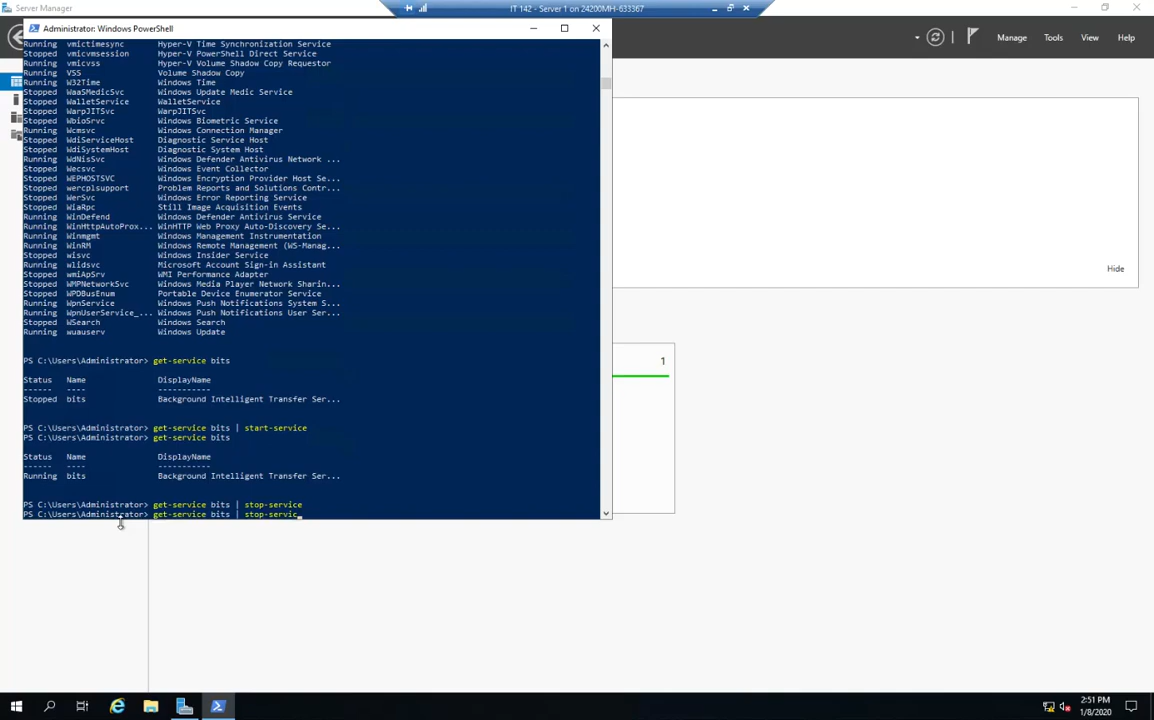 Server Manager
IT 142 - Server 1 on 24200MH-633367
Manage Tools View Help
Administrator: Windows PowerShell
Running vmictimesync Hyper-V Time Synchronization Service
Stopped vmicvmsession Hyper-V PowerShell Direct Service
Running vmicvss Hyper-V Volume Shadow Copy Requestor
Running VSS Volume Shadow Copy
Running W32Time Windows Time
Stopped WaaSMedicSvc Windows Update Medic Service
Stopped WalletService WalletService
Stopped WarpJITSvc WarpJITSvc
Stopped WbioSrvc Windows Biometric Service
Running Wcmsvc Windows Connection Manager
Stopped WdiServiceHost Diagnostic Service Host
Running WdiSystemHost Diagnostic System Host
Running WdNisSvc Windows Defender Antivirus Network ...
Running Wecsvc Windows Event Collector
Stopped WEPHOSTSVC Windows Encryption Provider Host Se...
Stopped wercplsupport Problem Reports and Solutions Contr...
Stopped WerSvc Windows Error Reporting Service
Stopped WiaRpc Still Image Acquisition Events
Running WinDefend Windows Defender Antivirus Service
Running WinHttpAutoProx... WinHTTP Web Proxy Auto-Discovery Se...
Running Winmgmt Windows Management Instrumentation
Running WinRM Windows Remote Management (WS-Manag...
Stopped wisvc Windows Insider Service
Running wlidsvc Microsoft Account Sign-in Assistant
Stopped wmiApSrv WMI Performance Adapter
Stopped WMPNetworkSvc Windows Media Player Network Sharin...
Stopped WPDBusEnum Portable Device Enumerator Service
Running WpnService Windows Push Notifications System S...
Running WpnUserService_... Windows Push Notifications User Ser...
Stopped WSearch Windows Search
Running wuauserv Windows Update
PS C:\Users\Administrator> get-service bits
Status Name DisplayName
------ ---- -----------
Stopped bits Background Intelligent Transfer Ser...
PS C:\Users\Administrator> get-service bits | start-service
PS C:\Users\Administrator> get-service bits
Status Name DisplayName
------ ---- -----------
Running bits Background Intelligent Transfer Ser...
PS C:\Users\Administrator> get-service bits | stop-service
PS C:\Users\Administrator> get-service bits | stop-servic_
Hide
1
2:51 PM
1/8/2020